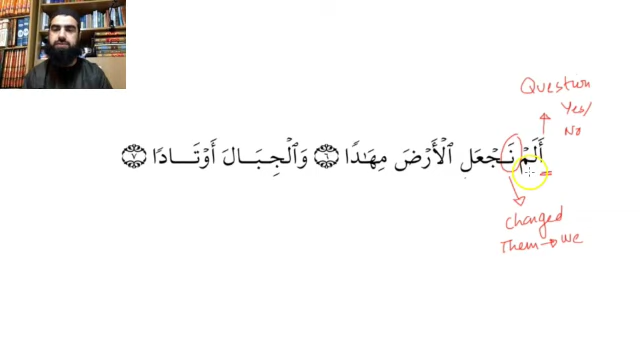 Question
Yes/
No
أَلَمۡ نَجۡعَلِ ٱلۡأَرۡضَ مِهَٰدٗا ٦ وَٱلۡجِبَالَ أَوۡتَادٗا ٧
Changed
Them → We